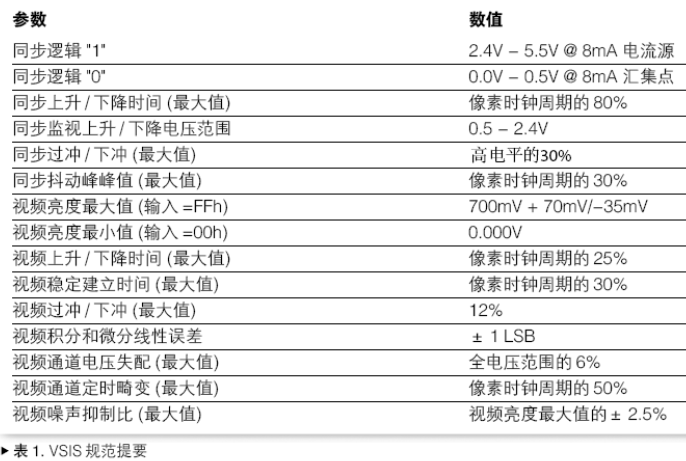 参数 数值
同步逻辑 "1" 2.4V – 5.5V @ 8mA 电流源
同步逻辑 "0" 0.0V – 0.5V @ 8mA 汇集点
同步上升 / 下降时间 (最大值) 像素时钟周期的 80%
同步监视上升 / 下降电压范围 0.5 – 2.4V
同步过冲 / 下冲 (最大值) 高电平的30%
同步抖动峰峰值 (最大值) 像素时钟周期的 30%
视频亮度最大值 (输入 =FFh) 700mV + 70mV/–35mV
视频亮度最小值 (输入 =00h) 0.000V
视频上升 / 下降时间 (最大值) 像素时钟周期的 25%
视频稳定建立时间 (最大值) 像素时钟周期的 30%
视频过冲 / 下冲 (最大值) 12%
视频积分和微分线性误差 ± 1 LSB
视频通道电压失配 (最大值) 全电压范围的 6%
视频通道定时畸变 (最大值) 像素时钟周期的 50%
视频噪声抑制比 (最大值) 视频亮度最大值的 ± 2.5%
▶ 表 1. VSIS 规范提要